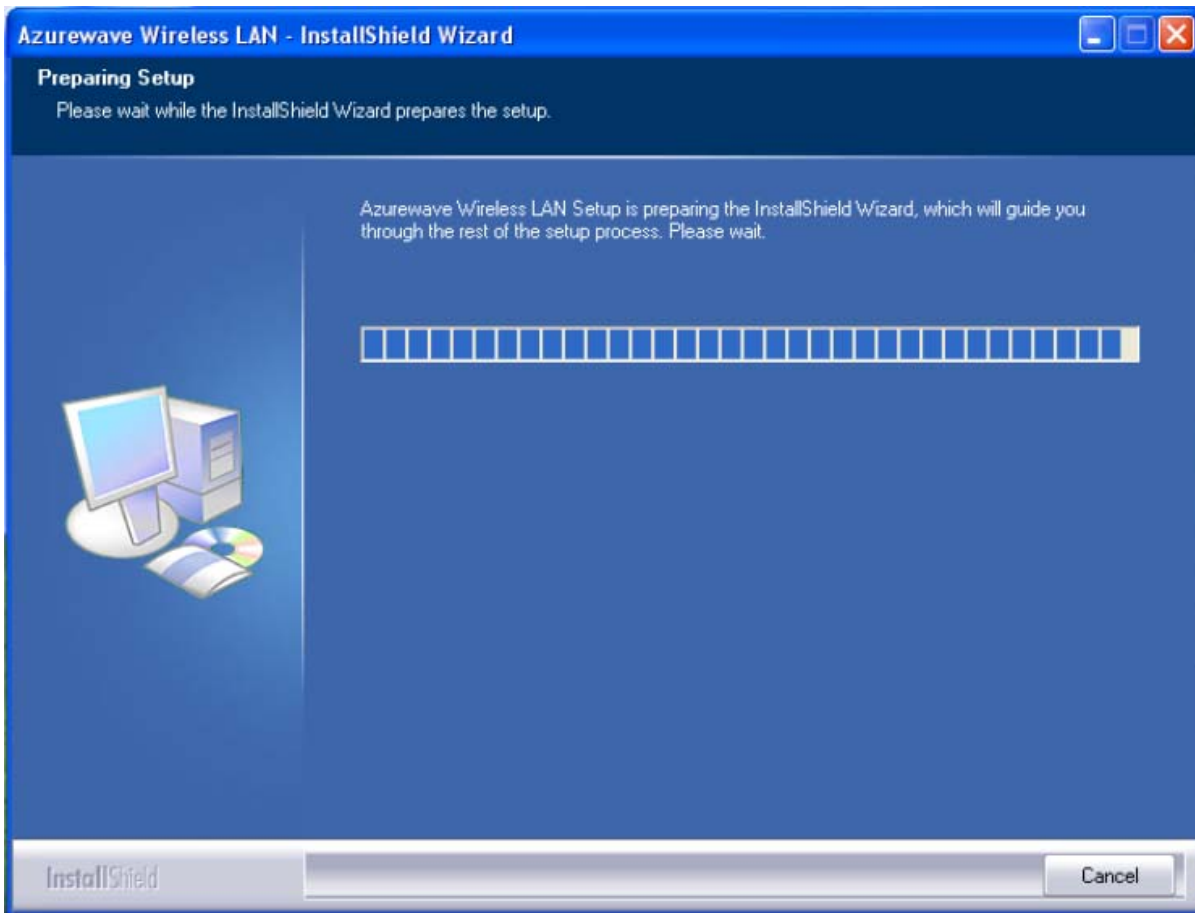 Azurewave Wireless LAN - InstallShield Wizard
Preparing Setup
Please wait while the InstallShield Wizard prepares the setup.
Azurewave Wireless LAN Setup is preparing the InstallShield Wizard, which will guide you
through the rest of the setup process. Please wait.
InstallShield
Cancel